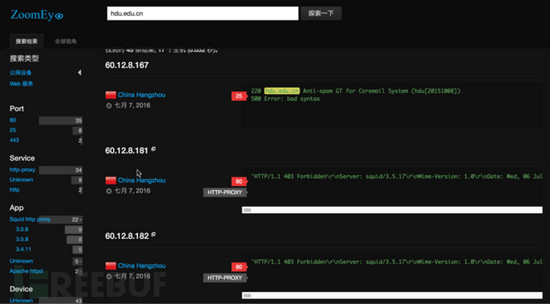 ZoomEye
hdu.edu.cn
探索一下
搜索结果
全球视角
搜索类型
公网设备
Web 服务
Port
80 35
25 8
443 2
Service
http-proxy 34
Unknown 9
http 2
App
Squid http proxy 22
3.5.8
3.5.6
3.4.11
Unknown 5
Apache httpd
Device
Unknown 43
60.12.8.167
China Hangzhou
七月 7, 2016
25
220 hdu.edu.cn Anti-spam GT for Coremail System (hdu[20151008])
500 Error: bad syntax
60.12.8.181
China Hangzhou
七月 7, 2016
80
HTTP-PROXY
'HTTP/1.1 403 Forbidden\r\nServer: squid/3.5.17\r\nMime-Version: 1.0\r\nDate: Wed, 06 Jul
60.12.8.182
China Hangzhou
七月 7, 2016
80
HTTP-PROXY
'HTTP/1.1 403 Forbidden\r\nServer: squid/3.5.17\r\nMime-Version: 1.0\r\nDate: Wed, 06 Jul
REEBUF